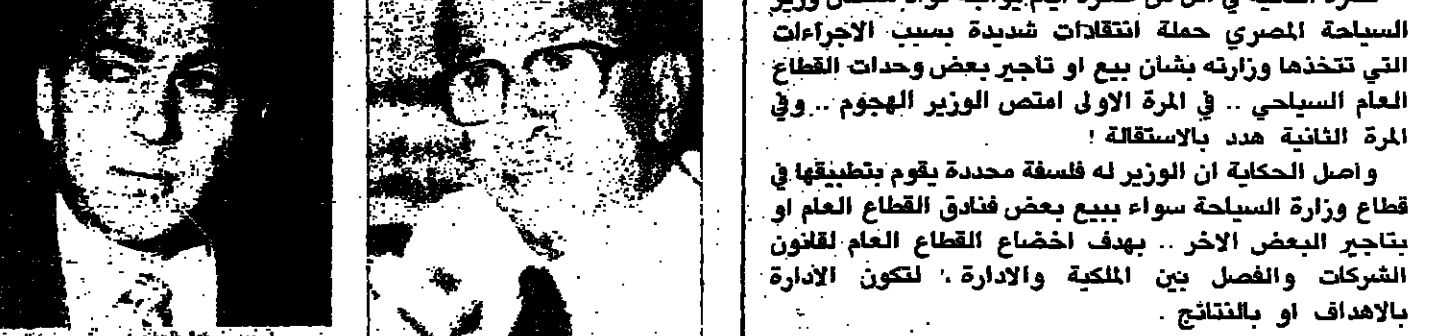 السياحة المصري حملة انتقادات شديدة بسبب الاجراءات
التي تتخذها وزارته بشان بيع او تاجير بعض وحدات القطاع
العام السياحي .. في المرة الاولى امتص الوزير الهجوم .. وفي
المرة الثانية هدد بالاستقالة !
واصل الحكاية ان الوزير له فلسفة محددة يقوم بتطبيقها في
قطاع وزارة السياحة سواء ببيع بعض فنادق القطاع العام او
بتاجير البعض الاخر .. بهدف اخضاع القطاع العام لقانون
الشركات والفصل بين الملكية والادارة ، لتكون الادارة
بالاهداف او بالنتائج .